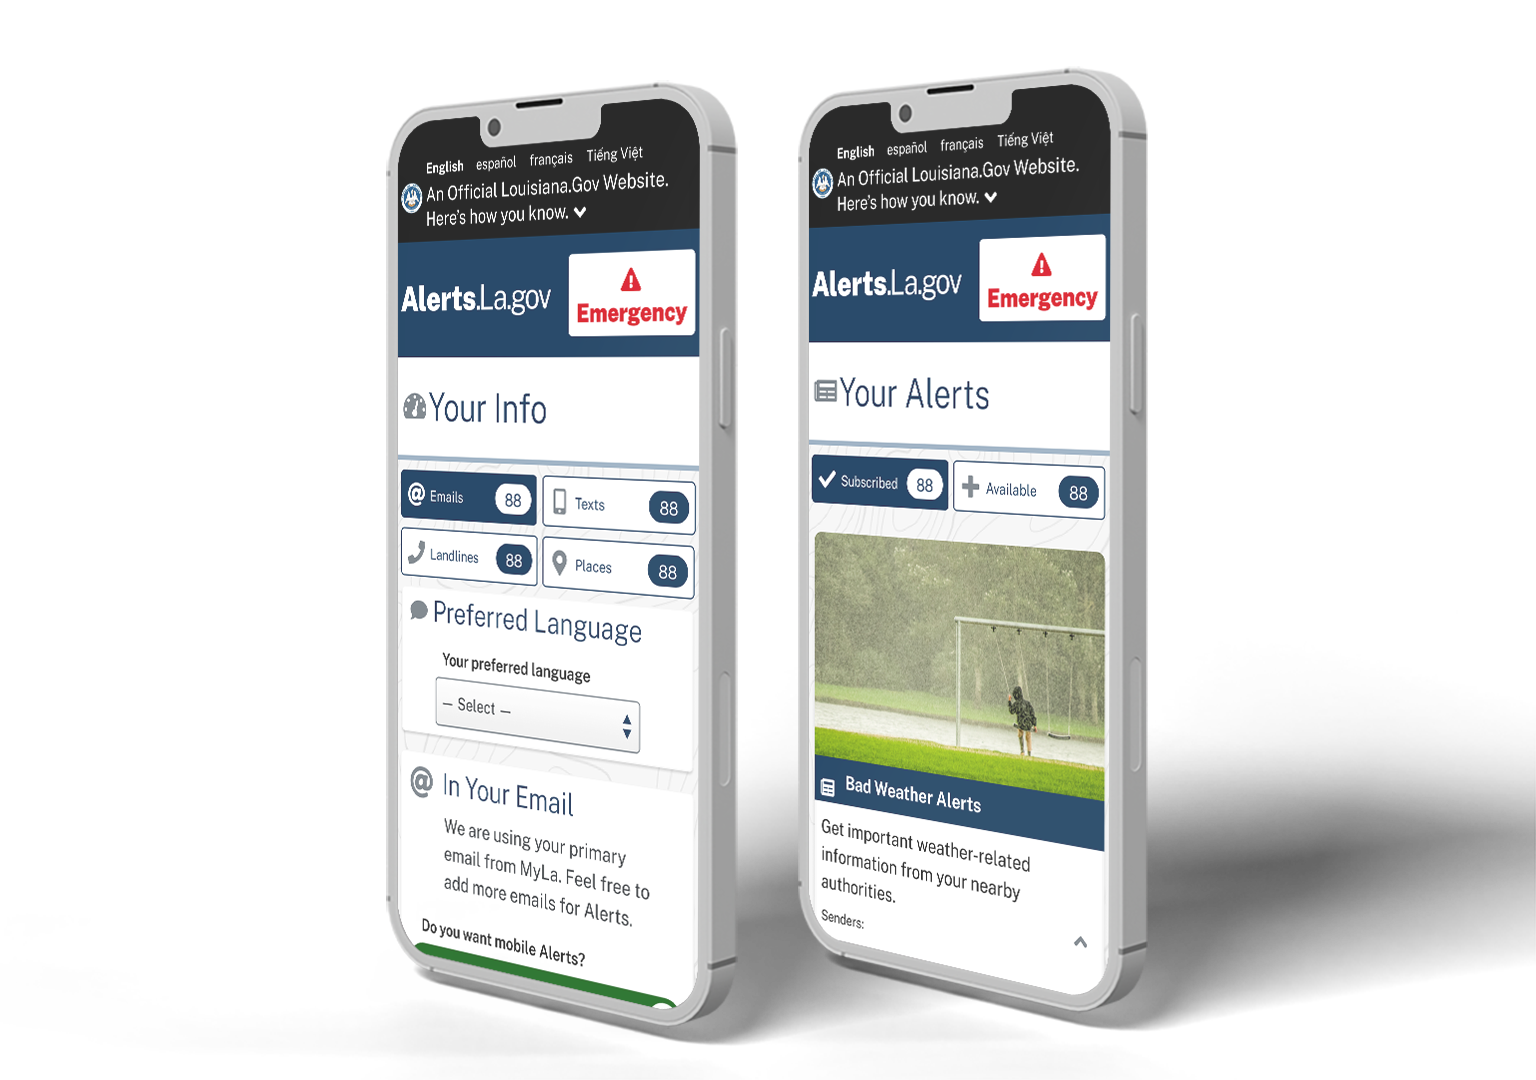 English español français Tiếng Việt
An Official Louisiana.Gov Website.
Here's how you know.
Alerts.La.gov
Emergency
Your Info
@ Emails 88
Texts 88
Landlines 88
Places 88
Preferred Language
Your preferred language
— Select —
@ In Your Email
We are using your primary
email from MyLa. Feel free to
add more emails for Alerts.
Do you want mobile Alerts?
English español français Tiếng Việt
An Official Louisiana.Gov Website.
Here's how you know.
Alerts.La.gov
Emergency
Your Alerts
Subscribed 88
Available 88
Bad Weather Alerts
Get important weather-related
information from your nearby
authorities.
Senders: